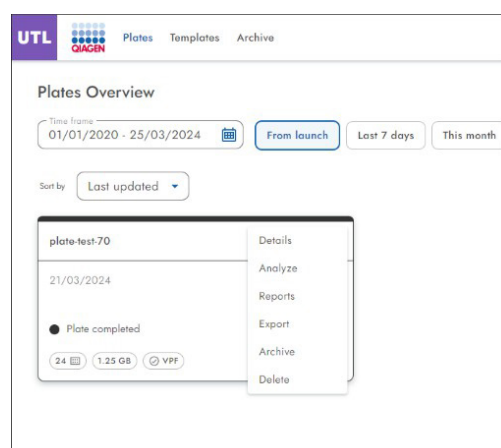 UTL QIAGEN Plates Templates Archive
Plates Overview
Time frame
01/01/2020 - 25/03/2024 From launch Last 7 days This month
Sort by Last updated
plate-test-70
Details
Analyze
21/03/2024
Reports
Export
Plate completed
Archive
24 1.25 GB VPF
Delete